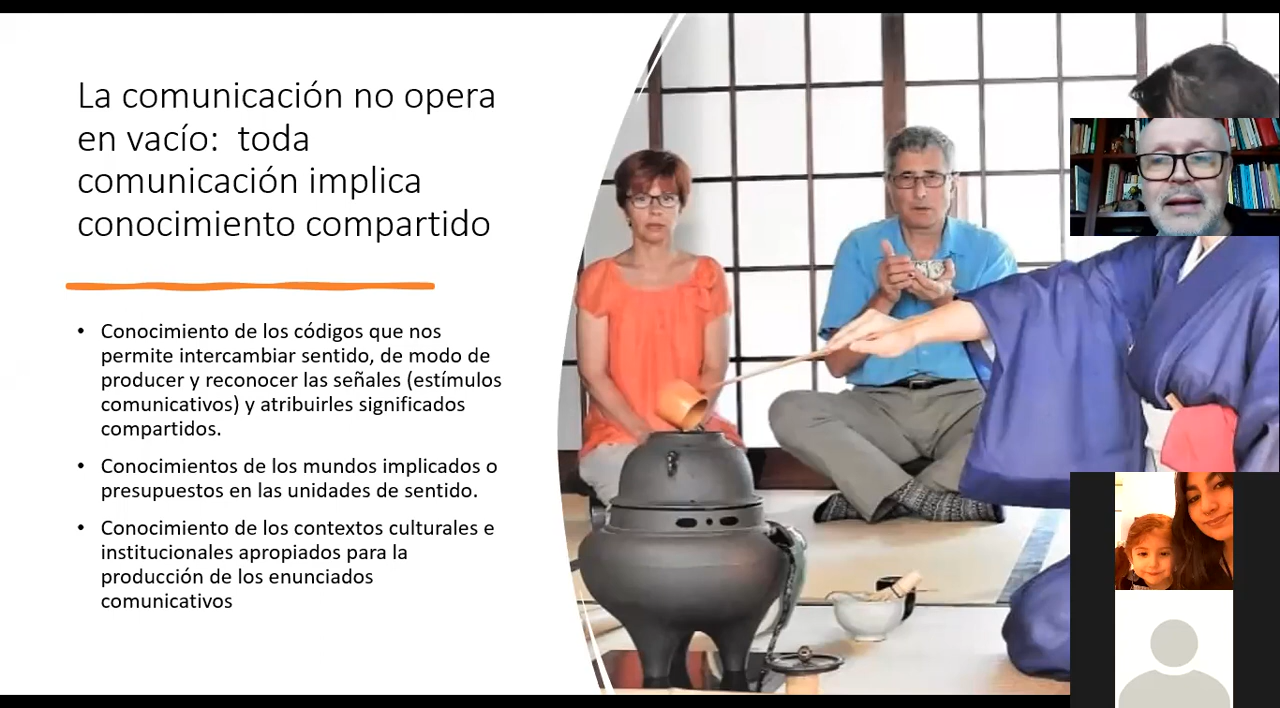 La comunicación no opera
en vacío:  toda
comunicación implica
conocimiento compartido
• Conocimiento de los códigos que nos
permite intercambiar sentido, de modo de
producer y reconocer las señales (estímulos
comunicativos) y atribuirles significados
compartidos.
• Conocimientos de los mundos implicados o
presupuestos en las unidades de sentido.
• Conocimiento de los contextos culturales e
institucionales apropiados para la
producción de los enunciados
comunicativos